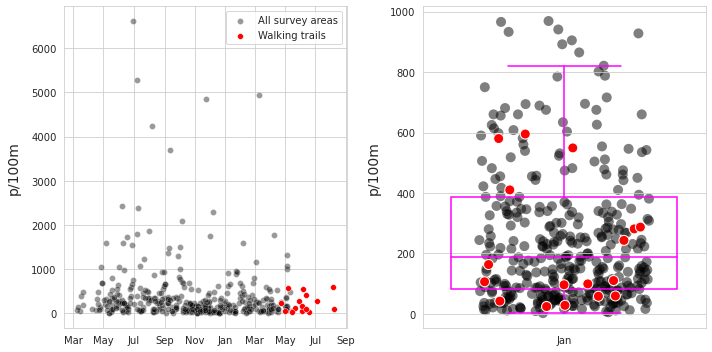 All survey areas
Walking trails
p/100m
6000
5000
4000
3000
2000
1000
0
Mar May Jul Sep Nov Jan Mar May Jul Sep
p/100m
1000
800
600
400
200
0
Jan